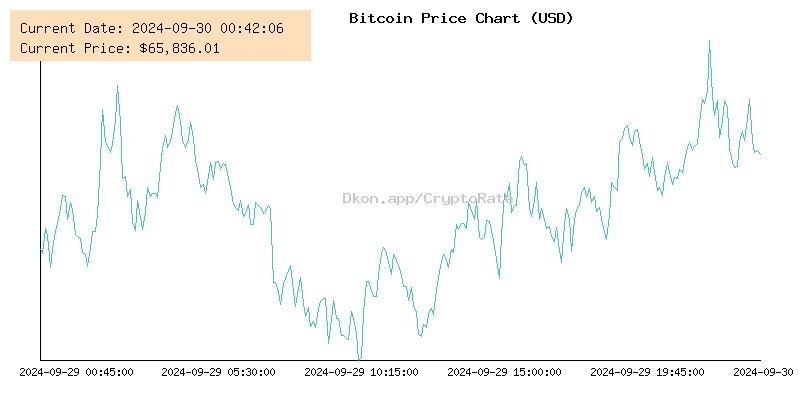 Bitcoin Price Chart (USD)
Current Date: 2024-09-30 00:42:06
Current Price: $65,836.01
Dkon.app/CryptoRate
2024-09-29 00:45:00 2024-09-29 05:30:00 2024-09-29 10:15:00 2024-09-29 15:00:00 2024-09-29 19:45:00 2024-09-30